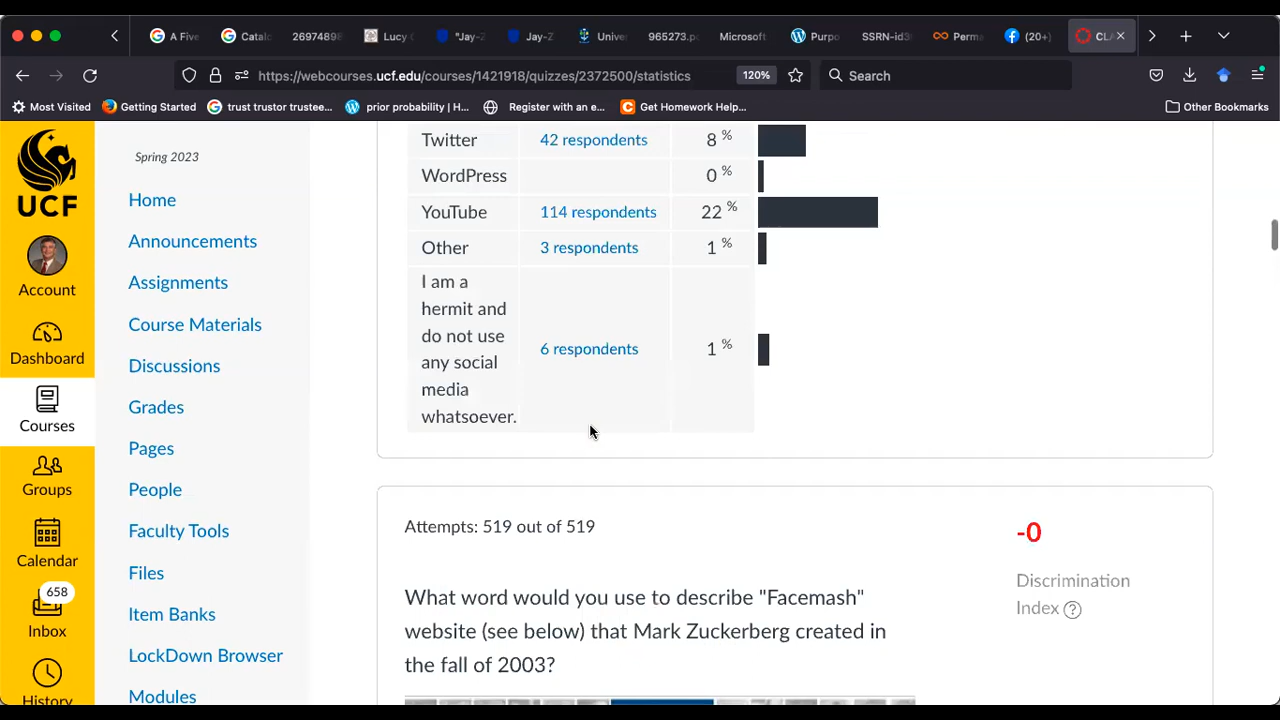 A Five
Catalo
26974898
Lucy
"Jay-Z
Jay-Z
Univer
965273.p
Microsoft
Purpo
SSRN-id3
Perma
(20+)
CLA
https://webcourses.ucf.edu/courses/1421918/quizzes/2372500/statistics
120%
Search
Most Visited
Getting Started
trust trustor trustee...
prior probability | H...
Register with an e...
Get Homework Hel...
Other Bookmarks
UCF
Account
Dashboard
Courses
Groups
Calendar
658
Inbox
History
Spring 2023
Home
Announcements
Assignments
Course Materials
Discussions
Grades
Pages
People
Faculty Tools
Files
Item Banks
LockDown Browser
Modules
Twitter 42 respondents 8 %
WordPress 0 %
YouTube 114 respondents 22 %
Other 3 respondents 1 %
I am a
hermit and
do not use
any social
media
whatsoever.
6 respondents 1 %
Attempts: 519 out of 519
-0
Discrimination
Index ?
What word would you use to describe "Facemash"
website (see below) that Mark Zuckerberg created in
the fall of 2003?